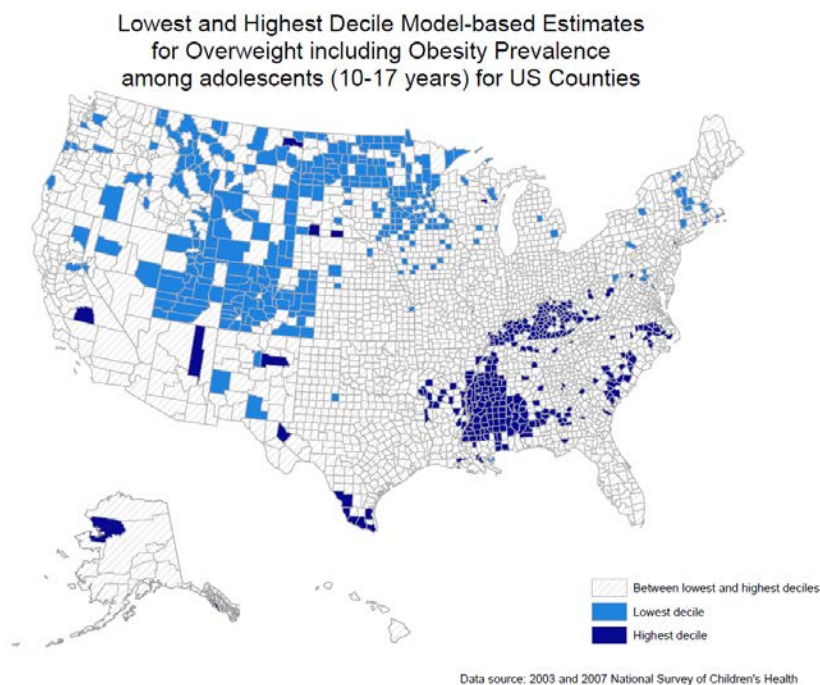 Lowest and Highest Decile Model-based Estimates
for Overweight including Obesity Prevalence
among adolescents (10-17 years) for US Counties
Between lowest and highest deciles
Lowest decile
Highest decile
Data source: 2003 and 2007 National Survey of Children's Health